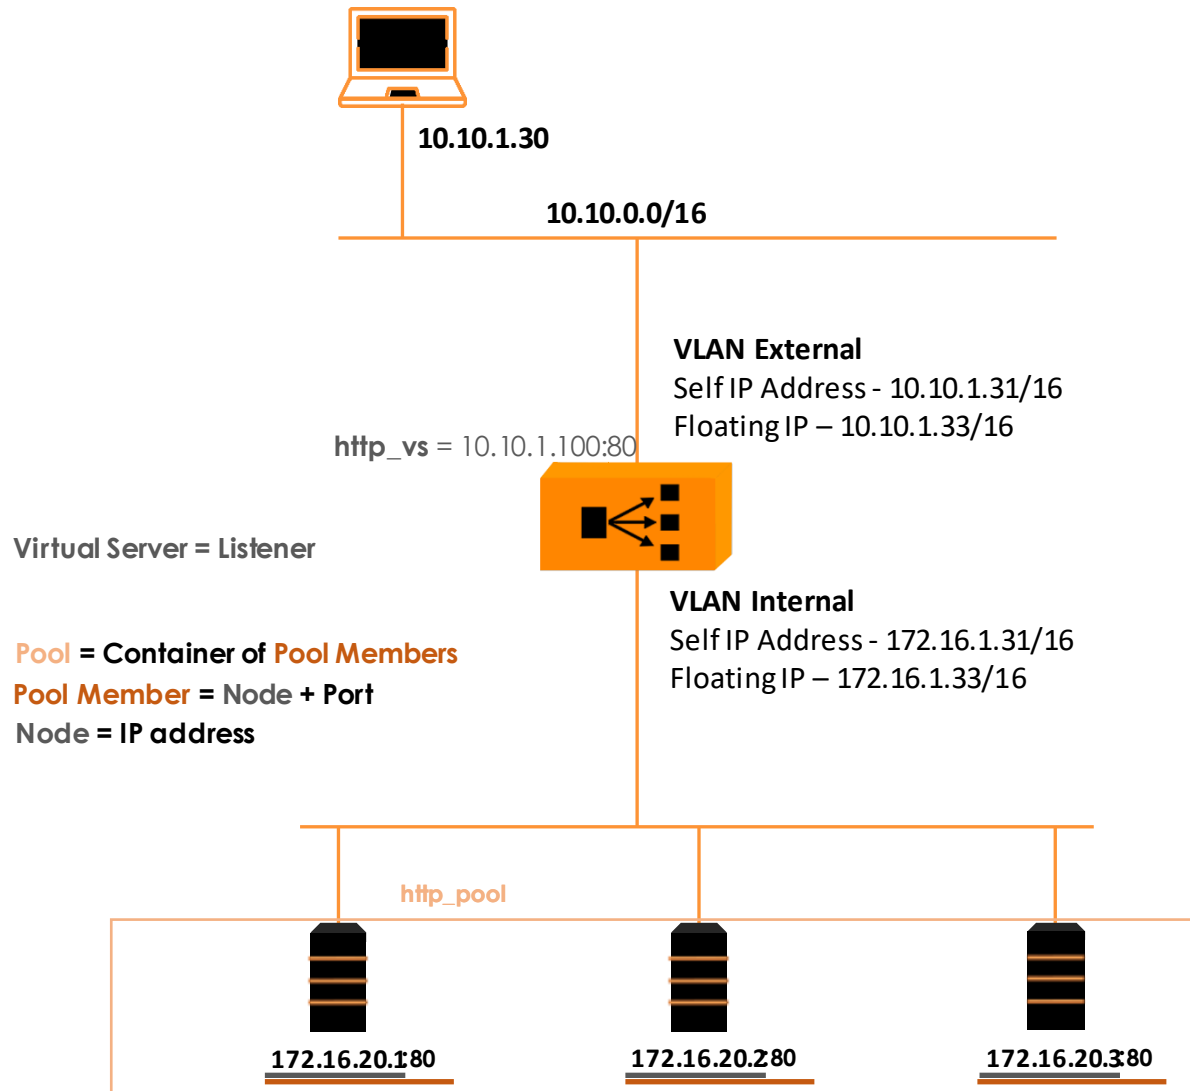 10.10.1.30
10.10.0.0/16
VLAN External
Self IP Address - 10.10.1.31/16
Floating IP – 10.10.1.33/16
http_vs = 10.10.1.100:80
Virtual Server = Listener
VLAN Internal
Self IP Address - 172.16.1.31/16
Floating IP – 172.16.1.33/16
Pool = Container of Pool Members
Pool Member = Node + Port
Node = IP address
http_pool
172.16.20.1:80
172.16.20.2:80
172.16.20.3:80